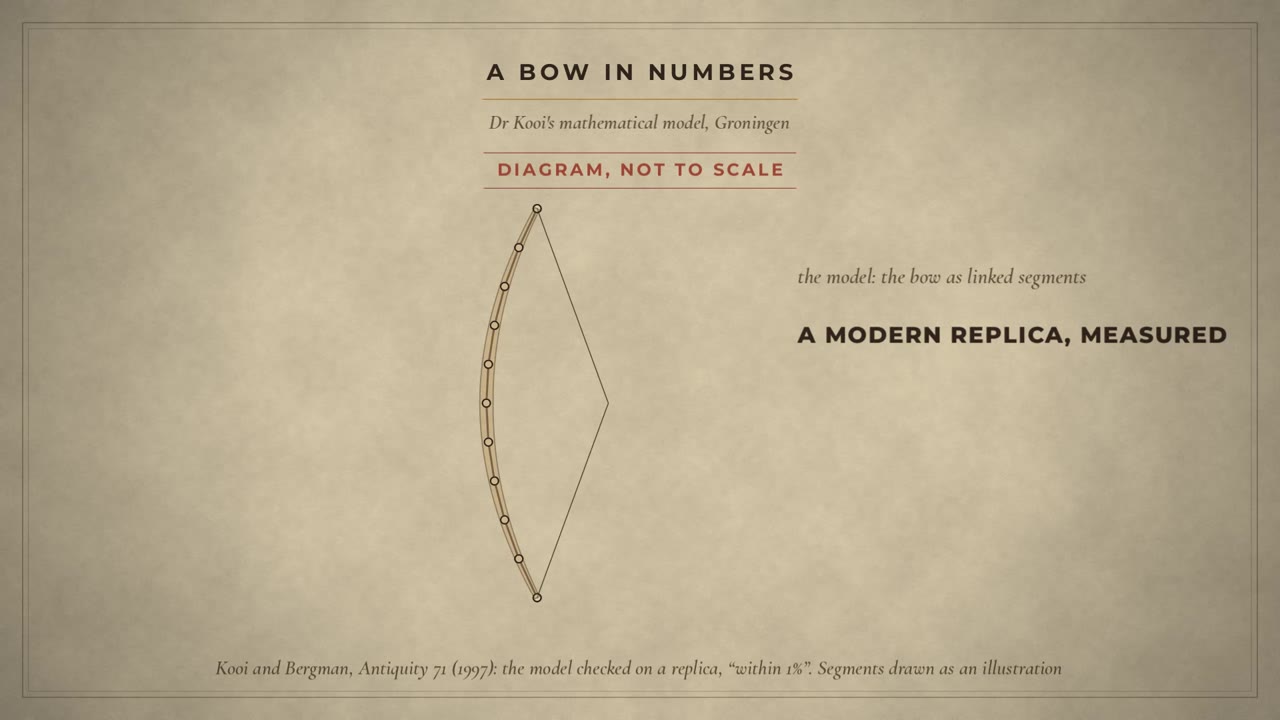 A BOW IN NUMBERS
Dr Kooi's mathematical model, Groningen
DIAGRAM, NOT TO SCALE
the model: the bow as linked segments
A MODERN REPLICA, MEASURED
Kooi and Bergman, Antiquity 71 (1997): the model checked on a replica, “within 1%”. Segments drawn as an illustration